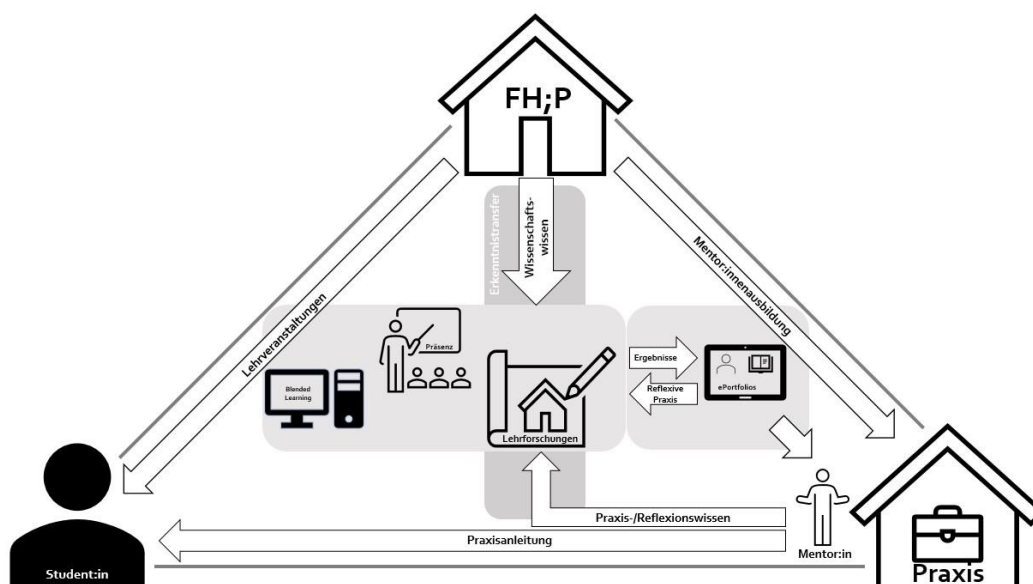 FH;P
Erkenntnistransfer
Wissenschafts-
wissen
Lehrveranstaltungen
Mentor:innenausbildung
Präsenz
Blended
Learning
Lehrforschungen
Ergebnisse
Reflexive
Praxis
ePortfolios
Praxis-/Reflexionswissen
Praxisanleitung
Mentor:in
Student:in
Praxis